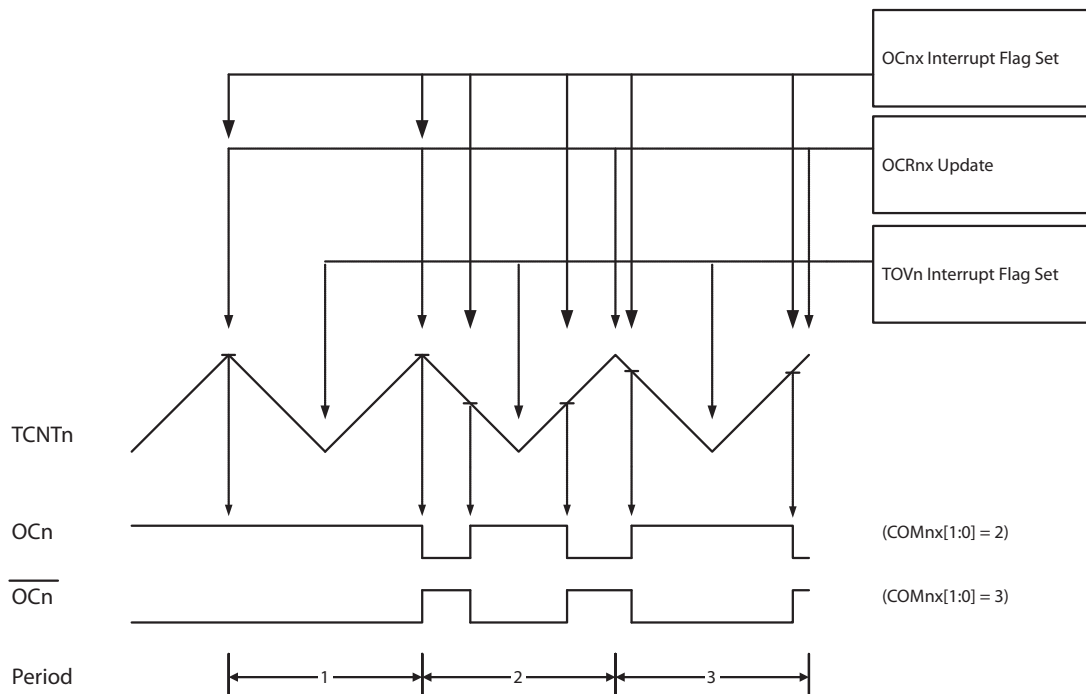 OCnx Interrupt Flag Set
OCRnx Update
TOVn Interrupt Flag Set
TCNTn
OCn (COMnx[1:0] = 2)
OCn (COMnx[1:0] = 3)
Period 1 2 3